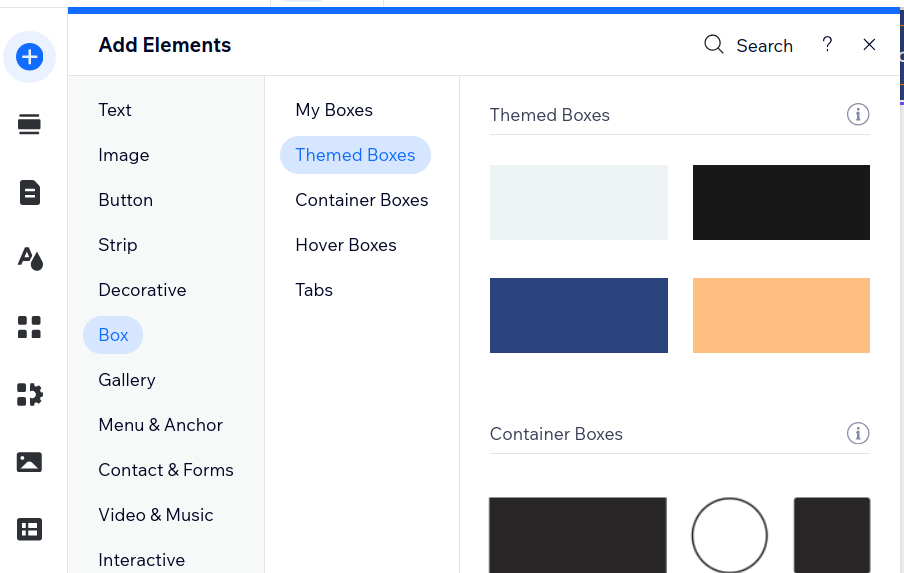 Add Elements
Search
?
Text
Image
Button
Strip
Decorative
Box
Gallery
Menu & Anchor
Contact & Forms
Video & Music
Interactive
My Boxes
Themed Boxes
Container Boxes
Hover Boxes
Tabs
Themed Boxes
Container Boxes